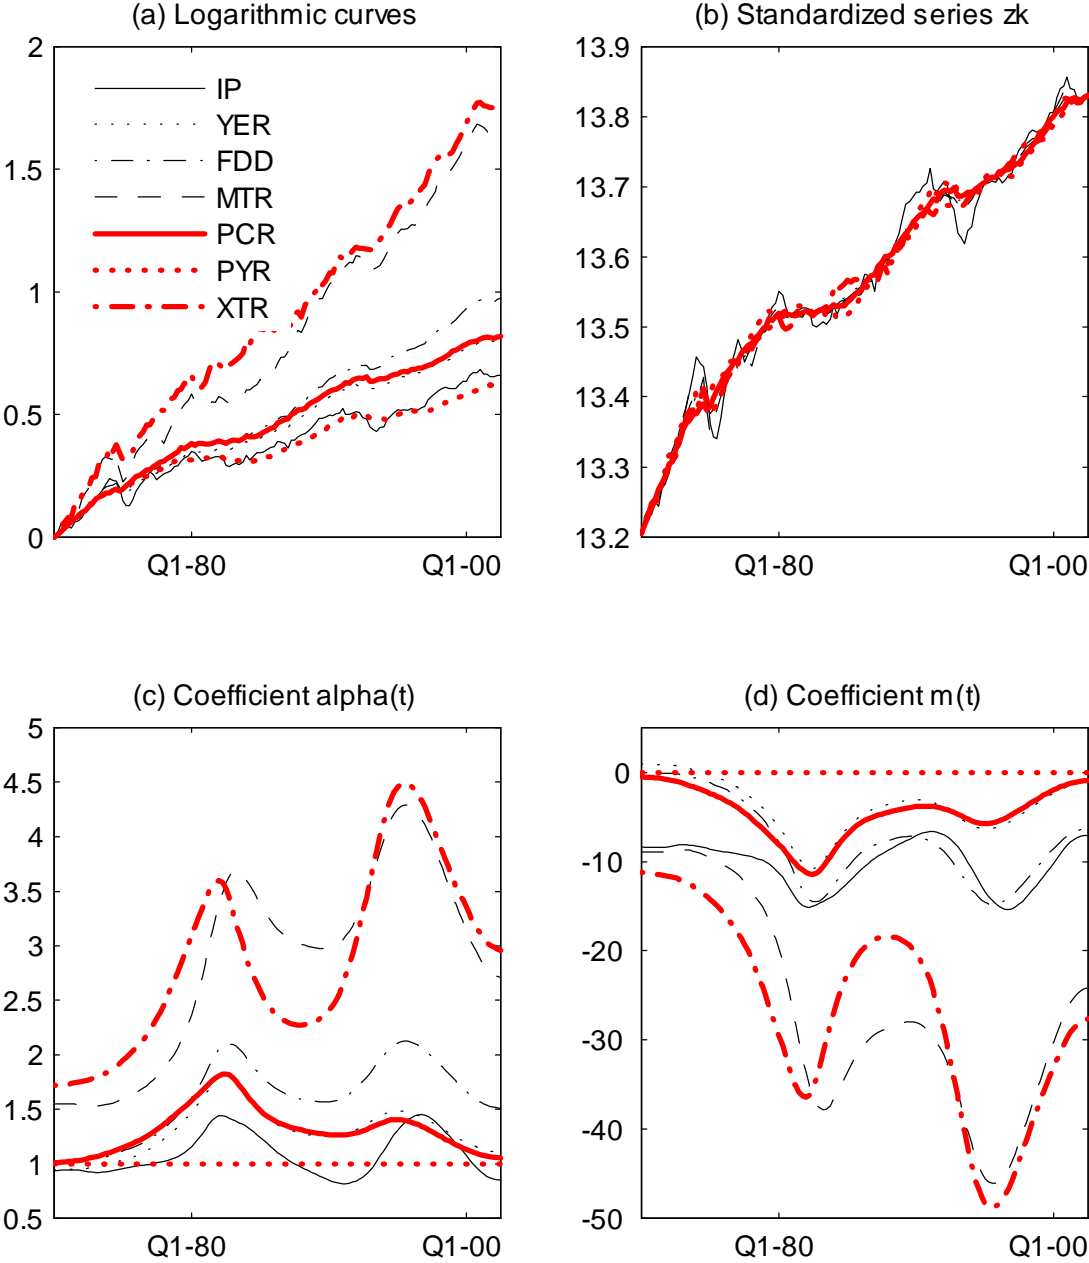 (a) Logarithmic curves
2
1.5
1
0.5
0
IP
YER
FDD
MTR
PCR
PYR
XTR
Q1-80
Q1-00
(b) Standardized series zk
13.9
13.8
13.7
13.6
13.5
13.4
13.3
13.2
Q1-80
Q1-00
(c) Coefficient alpha(t)
5
4.5
4
3.5
3
2.5
2
1.5
1
0.5
Q1-80
Q1-00
(d) Coefficient m(t)
0
-10
-20
-30
-40
-50
Q1-80
Q1-00